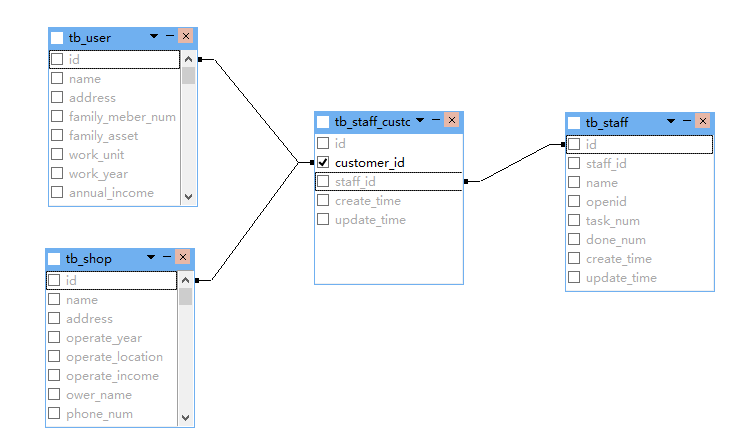 tb_user
id
name
address
family_meber_num
family_asset
work_unit
work_year
annual_income
tb_shop
id
name
address
operate_year
operate_location
operate_income
ower_name
phone_num
tb_staff_custc
id
customer_id
staff_id
create_time
update_time
tb_staff
id
staff_id
name
openid
task_num
done_num
create_time
update_time